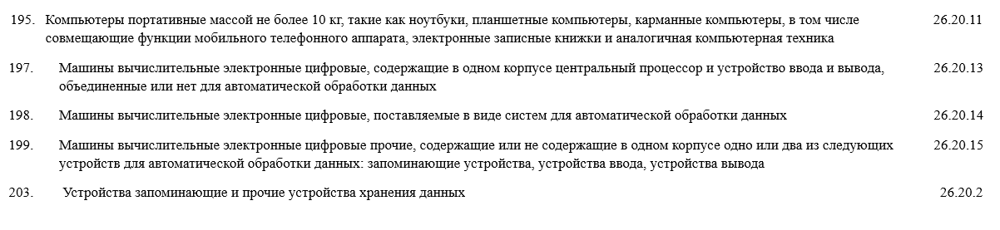 195. Компьютеры портативные массой не более 10 кг, такие как ноутбуки, планшетные компьютеры, карманные компьютеры, в том числе 26.20.11
совмещающие функции мобильного телефонного аппарата, электронные записные книжки и аналогичная компьютерная техника
197. Машины вычислительные электронные цифровые, содержащие в одном корпусе центральный процессор и устройство ввода и вывода, 26.20.13
объединенные или нет для автоматической обработки данных
198. Машины вычислительные электронные цифровые, поставляемые в виде систем для автоматической обработки данных 26.20.14
199. Машины вычислительные электронные цифровые прочие, содержащие или не содержащие в одном корпусе одно или два из следующих 26.20.15
устройств для автоматической обработки данных: запоминающие устройства, устройства ввода, устройства вывода
203. Устройства запоминающие и прочие устройства хранения данных 26.20.2